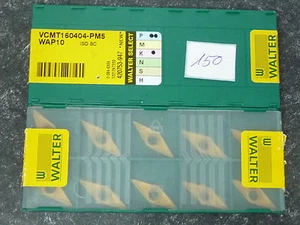 VCMT160404-PM5
WAP10
ISO SC
WALTER SELECT
P
M
K
N
S
H
150
WALTER
WALTER